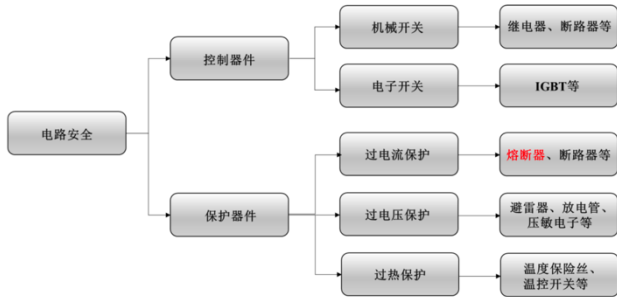 电路安全
控制器件
机械开关
继电器、断路器等
电子开关
IGBT等
保护器件
过电流保护
熔断器、断路器等
过电压保护
避雷器、放电管、
压敏电子等
过热保护
温度保险丝、
温控开关等